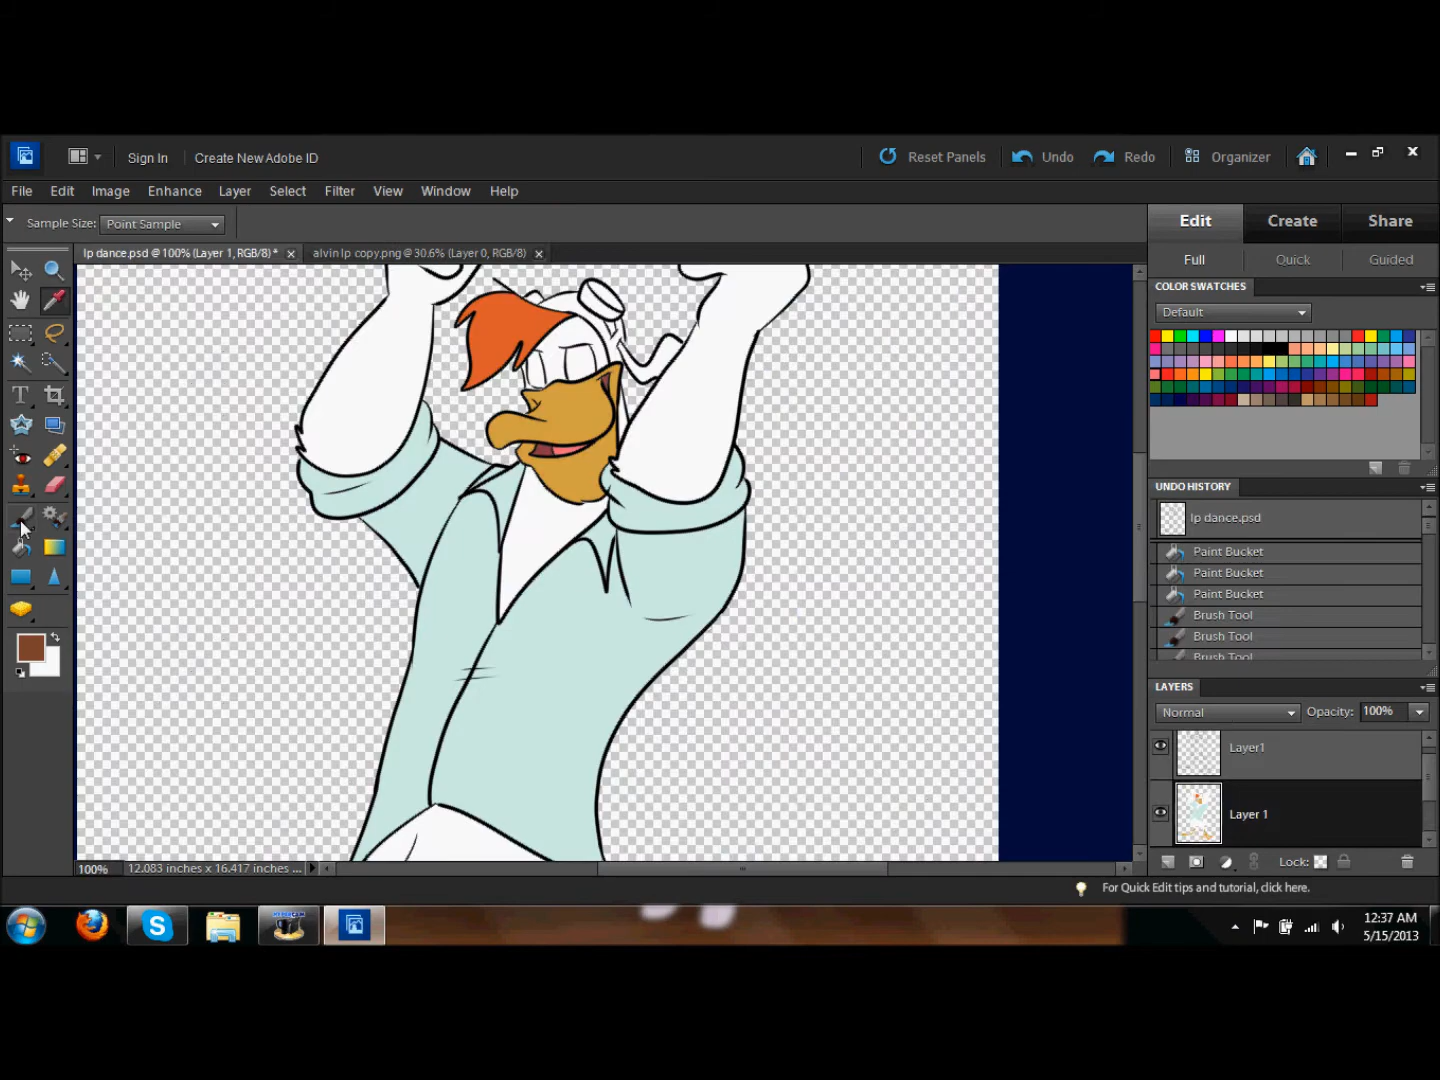 Sign In
Create New Adobe ID
Reset Panels
Undo
Redo
Organizer
File Edit Image Enhance Layer Select Filter View Window Help
Sample Size: Point Sample
Edit Create Share
lp dance.psd @ 100% (Layer 1, RGB/8) *
alvin lp copy.png @ 30.6% (Layer 0, RGB/8)
Full Quick Guided
COLOR SWATCHES
Default
UNDO HISTORY
lp dance.psd
Paint Bucket
Paint Bucket
Paint Bucket
Brush Tool
Brush Tool
Brush Tool
LAYERS
Normal Opacity: 100%
Layer1
Layer 1
Lock:
100% 12.083 inches x 16.417 inches ...
For Quick Edit tips and tutorial, click here.
HYPERCAM
12:37 AM
5/15/2013